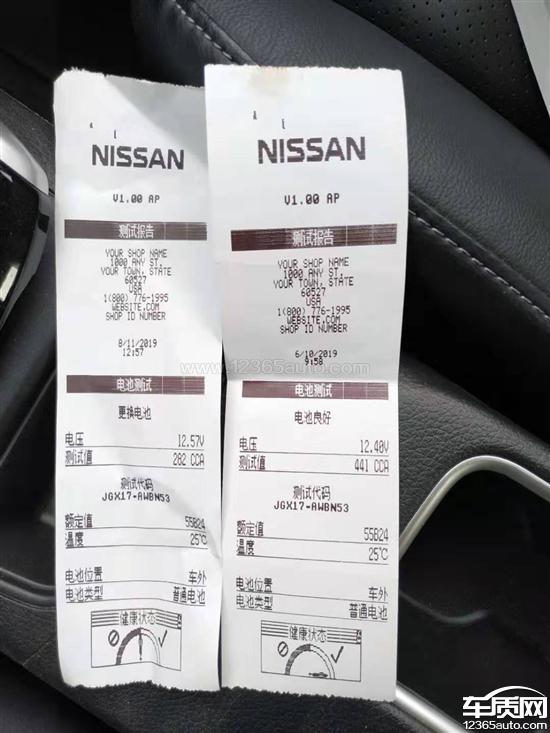 NISSAN
V1.00 AP
测试报告
YOUR SHOP NAME
1000 ANY ST.
YOUR TOWN, STATE
60527
USA
1(800) 776-1995
WEBSITE.COM
SHOP ID NUMBER
8/11/2019
12:57
电池测试
更换电池
电压 12.57V
测试值 282 CCA
测试代码
JGX17-AWBN53
额定值 55B24
温度 25℃
电池位置 车外
电池类型 普通电池
健康状态
NISSAN
V1.00 AP
测试报告
YOUR SHOP NAME
1000 ANY ST.
YOUR TOWN, STATE
60527
USA
1(800) 776-1995
WEBSITE.COM
SHOP ID NUMBER
6/10/2019
9:58
电池测试
电池良好
电压 12.40V
测试值 441 CCA
测试代码
JGX17-AWBN53
额定值 55B24
温度 25℃
电池位置 车外
电池类型 普通电池
健康状态
www.12365auto.com
车质网
12365auto.com